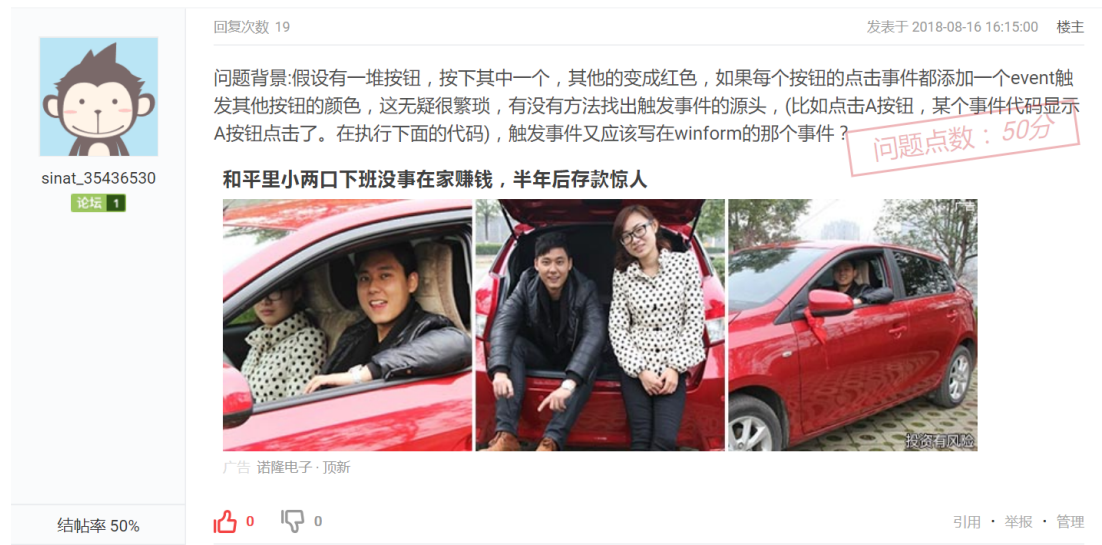 回复次数 19
发表于 2018-08-16 16:15:00 楼主
问题背景:假设有一堆按钮，按下其中一个，其他的变成红色，如果每个按钮的点击事件都添加一个event触
发其他按钮的颜色，这无疑很繁琐，有没有方法找出触发事件的源头，(比如点击A按钮，某个事件代码显示
A按钮点击了。在执行下面的代码)，触发事件又应该写在winform的那个事件？
问题点数：50分
sinat_35436530
论坛 1
和平里小两口下班没事在家赚钱，半年后存款惊人
投资有风险
广告 诺隆电子·顶新
结帖率 50%
0 0
引用 · 举报 · 管理